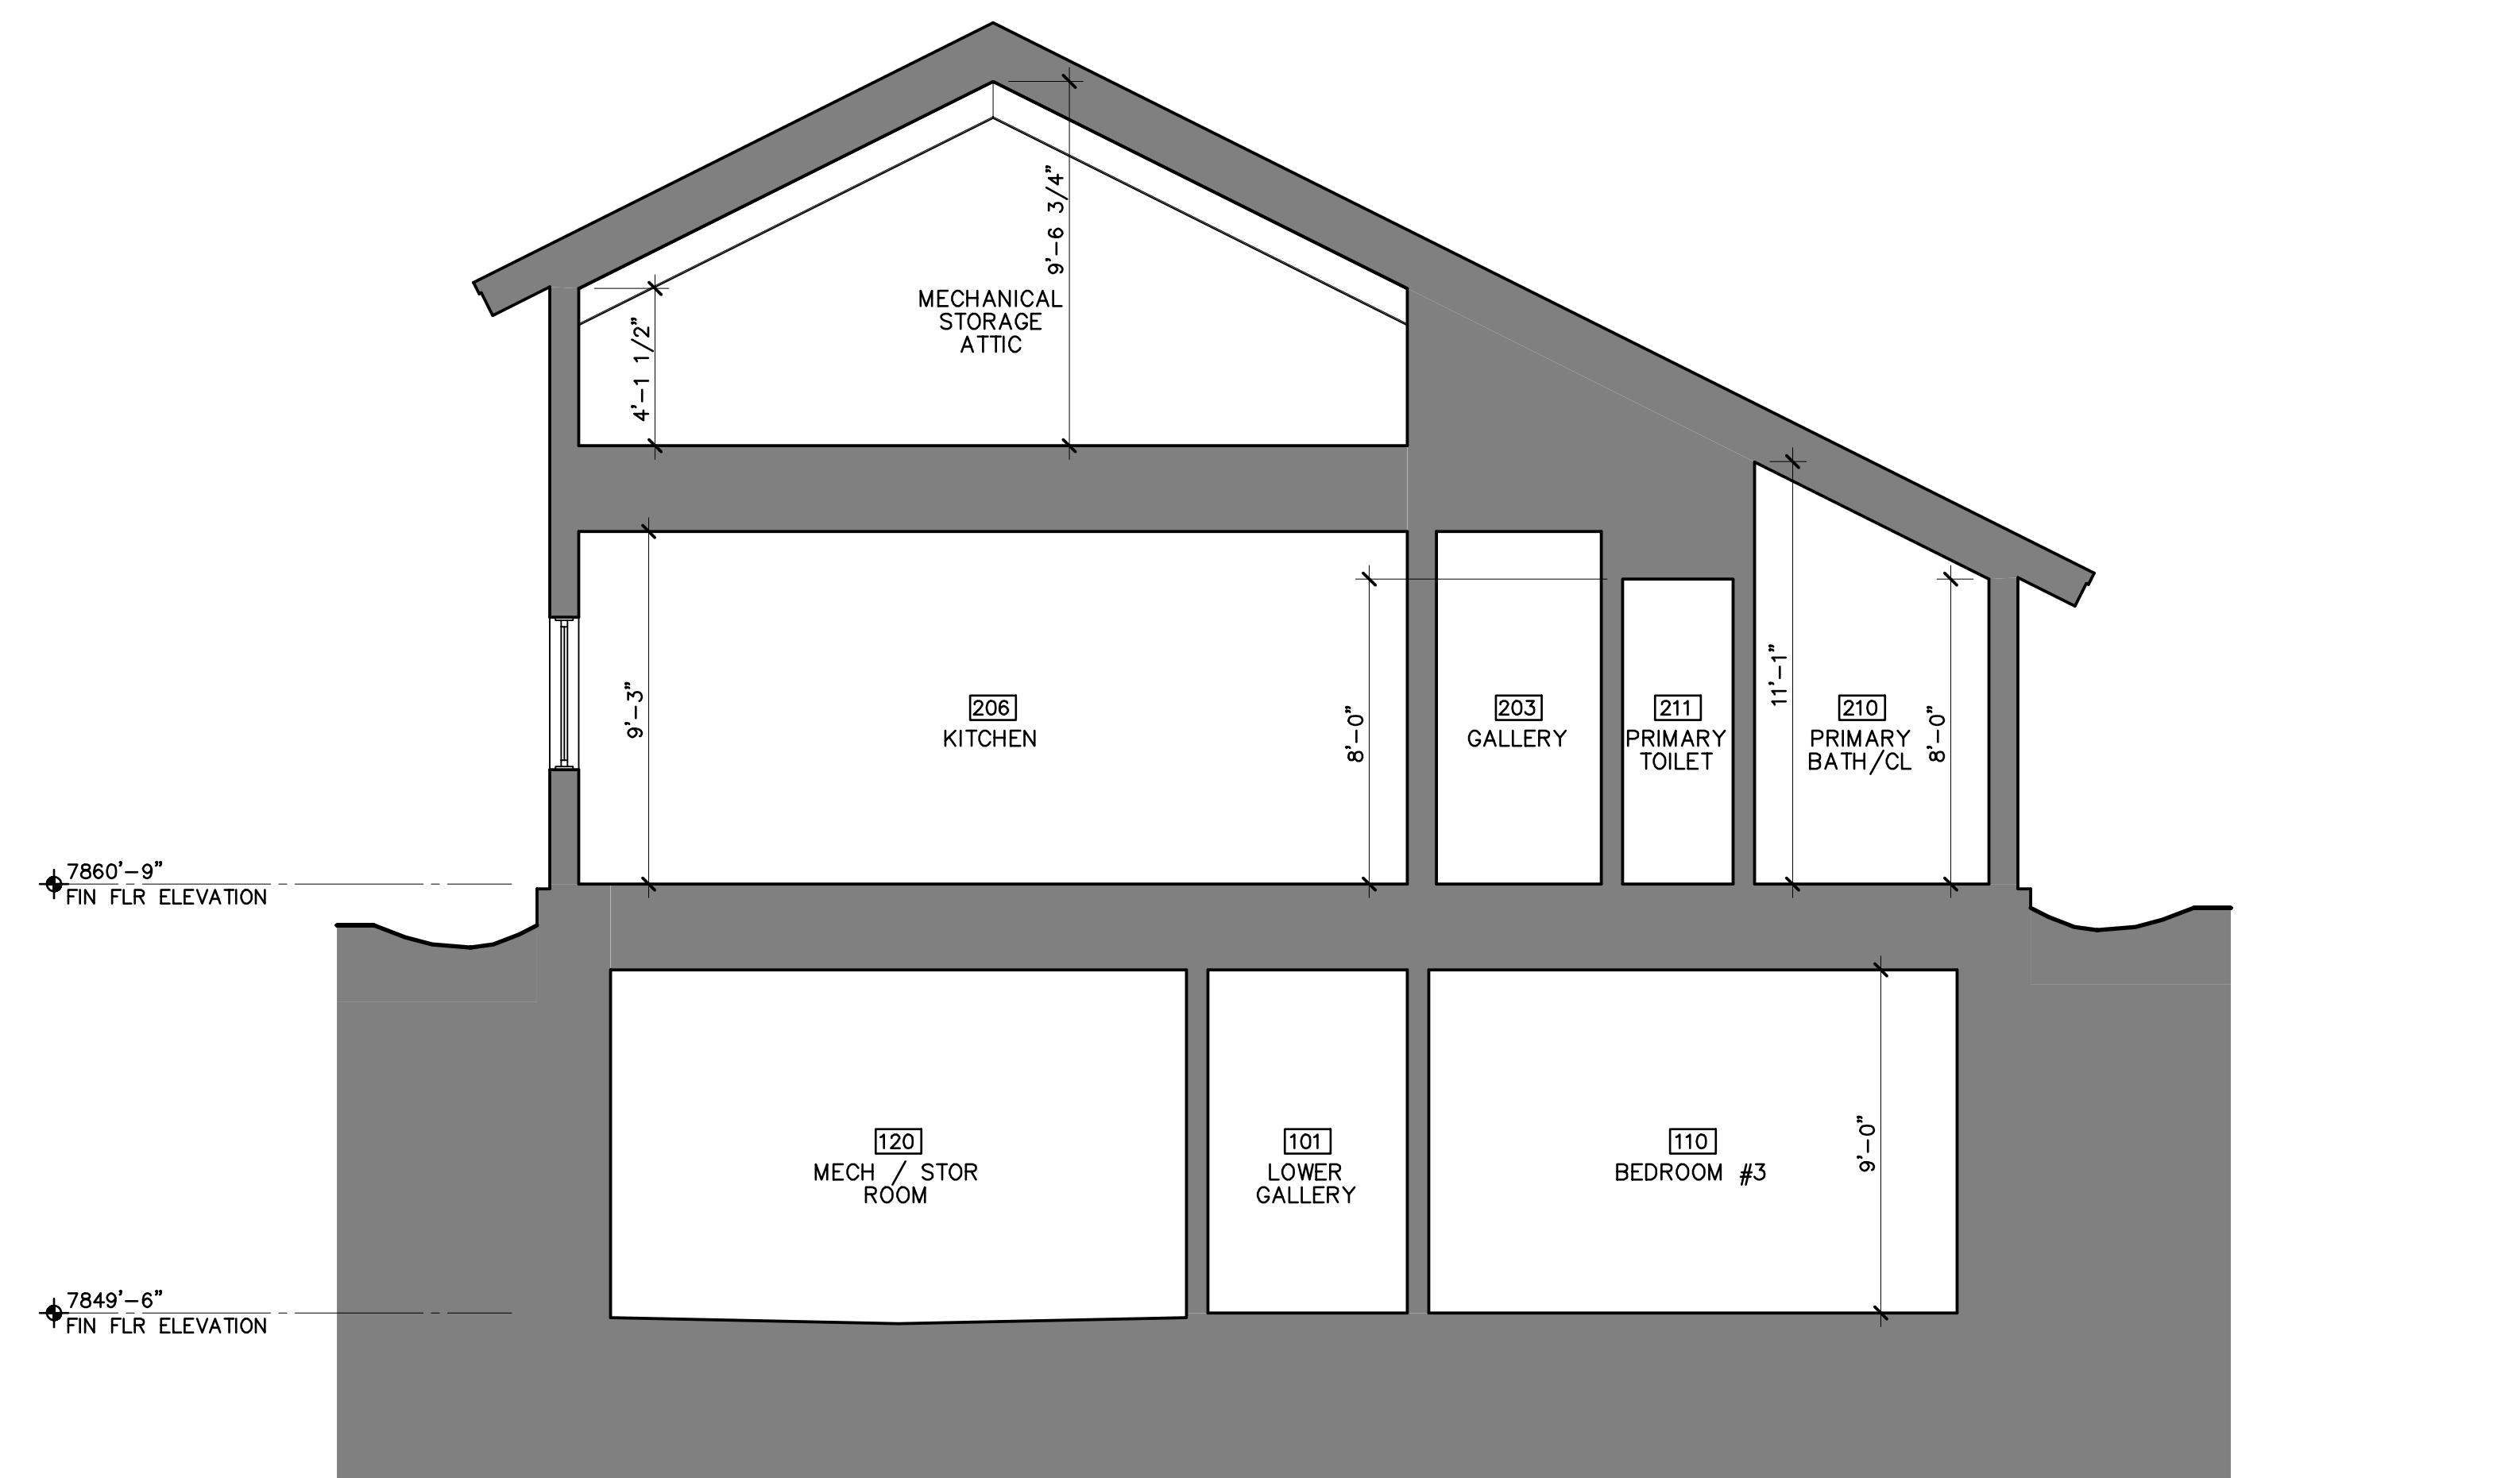 9'-6 3/4"
MECHANICAL
STORAGE
ATTIC
4'-1 1/2"
9'-3"
206
KITCHEN
8'-0"
203
GALLERY
211
PRIMARY
TOILET
11'-1"
210
PRIMARY
BATH/CL
8'-0"
7860'-9"
FIN FLR ELEVATION
120
MECH / STOR
ROOM
101
LOWER
GALLERY
110
BEDROOM #3
9'-0"
7849'-6"
FIN FLR ELEVATION